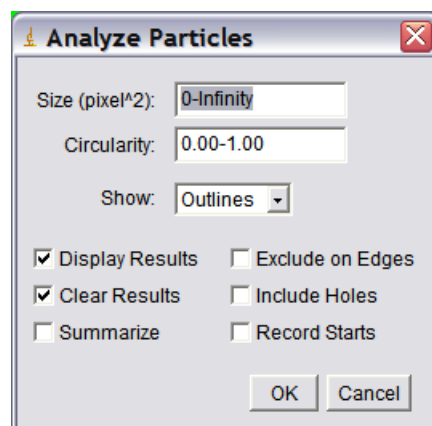 Analyze Particles
Size (pixel^2): 0-Infinity
Circularity: 0.00-1.00
Show: Outlines
Display Results Exclude on Edges
Clear Results Include Holes
Summarize Record Starts
OK Cancel